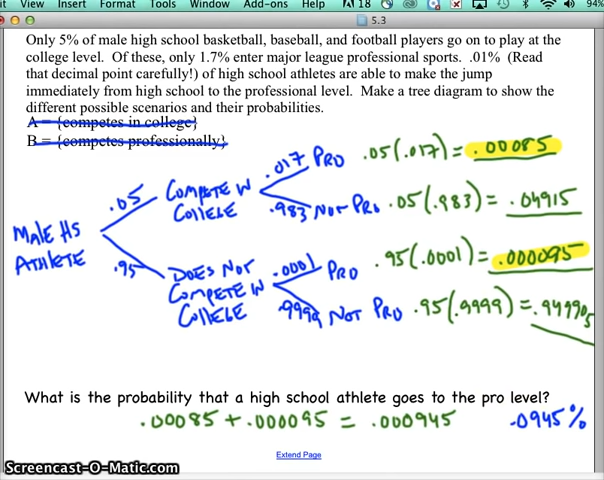 it View Insert Format Tools Add-ons Help A 18 94%
5.3
Only 5% of male high school basketball, baseball, and football players go on to play at the
college level. Of these, only 1.7% enter major league professional sports. .01% (Read
that decimal point carefully!) of high school athletes are able to make the jump
immediately from high school to the professional level. Make a tree diagram to show the
different possible scenarios and their probabilities.
A = {competes in college}
B = {competes professionally}
.017 PRO .05(.017) = .00085
.05 COMPETE IN
COLLEGE .983 NOT PRO .05(.983) = .04915
MALE HS
ATHLETE
.95 DOES NOT
COMPETE IN
COLLEGE .0001 PRO .95(.0001) = .000095
.9999 NOT PRO .95(.9999) = .949905
What is the probability that a high school athlete goes to the pro level?
.00085 + .000095 = .000945 .0945%
Extend Page
Screencast-O-Matic.com